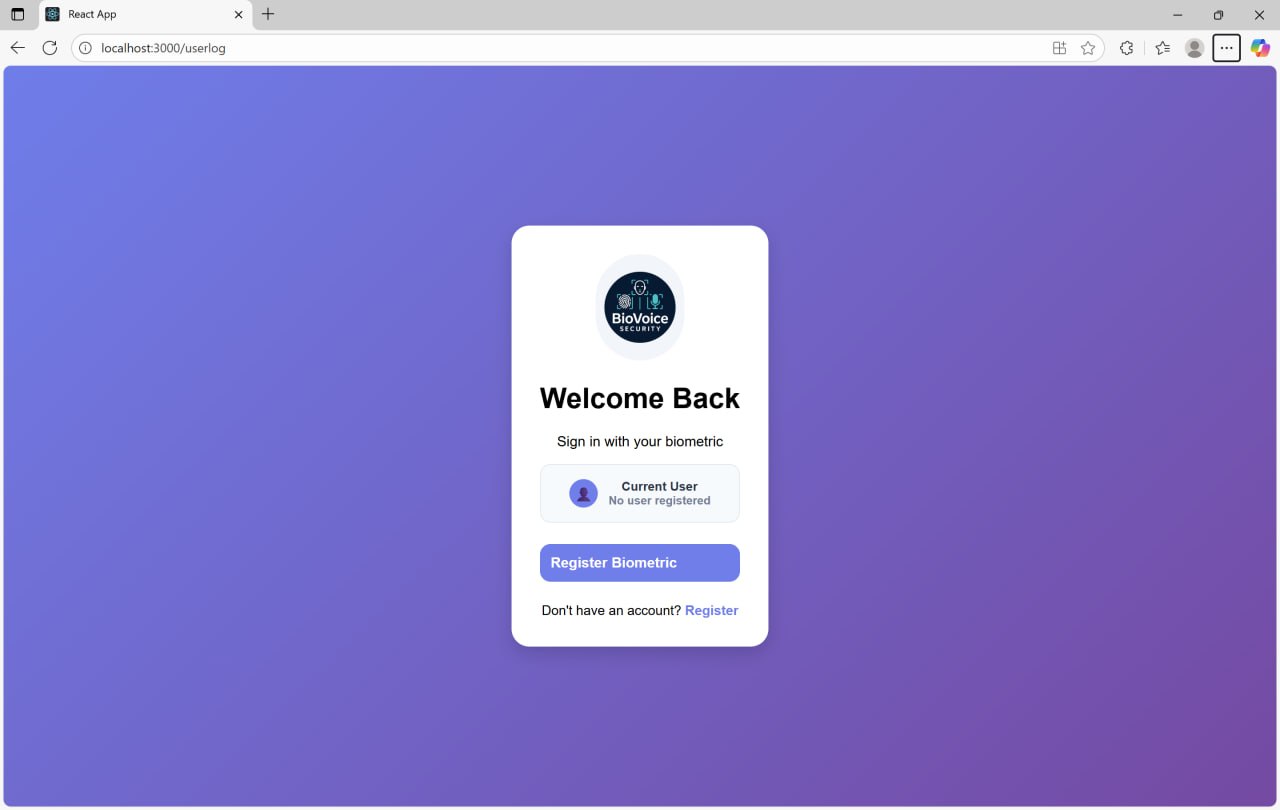 React App
localhost:3000/userlog
BioVoice
SECURITY
Welcome Back
Sign in with your biometric
Current User
No user registered
Register Biometric
Don't have an account? Register